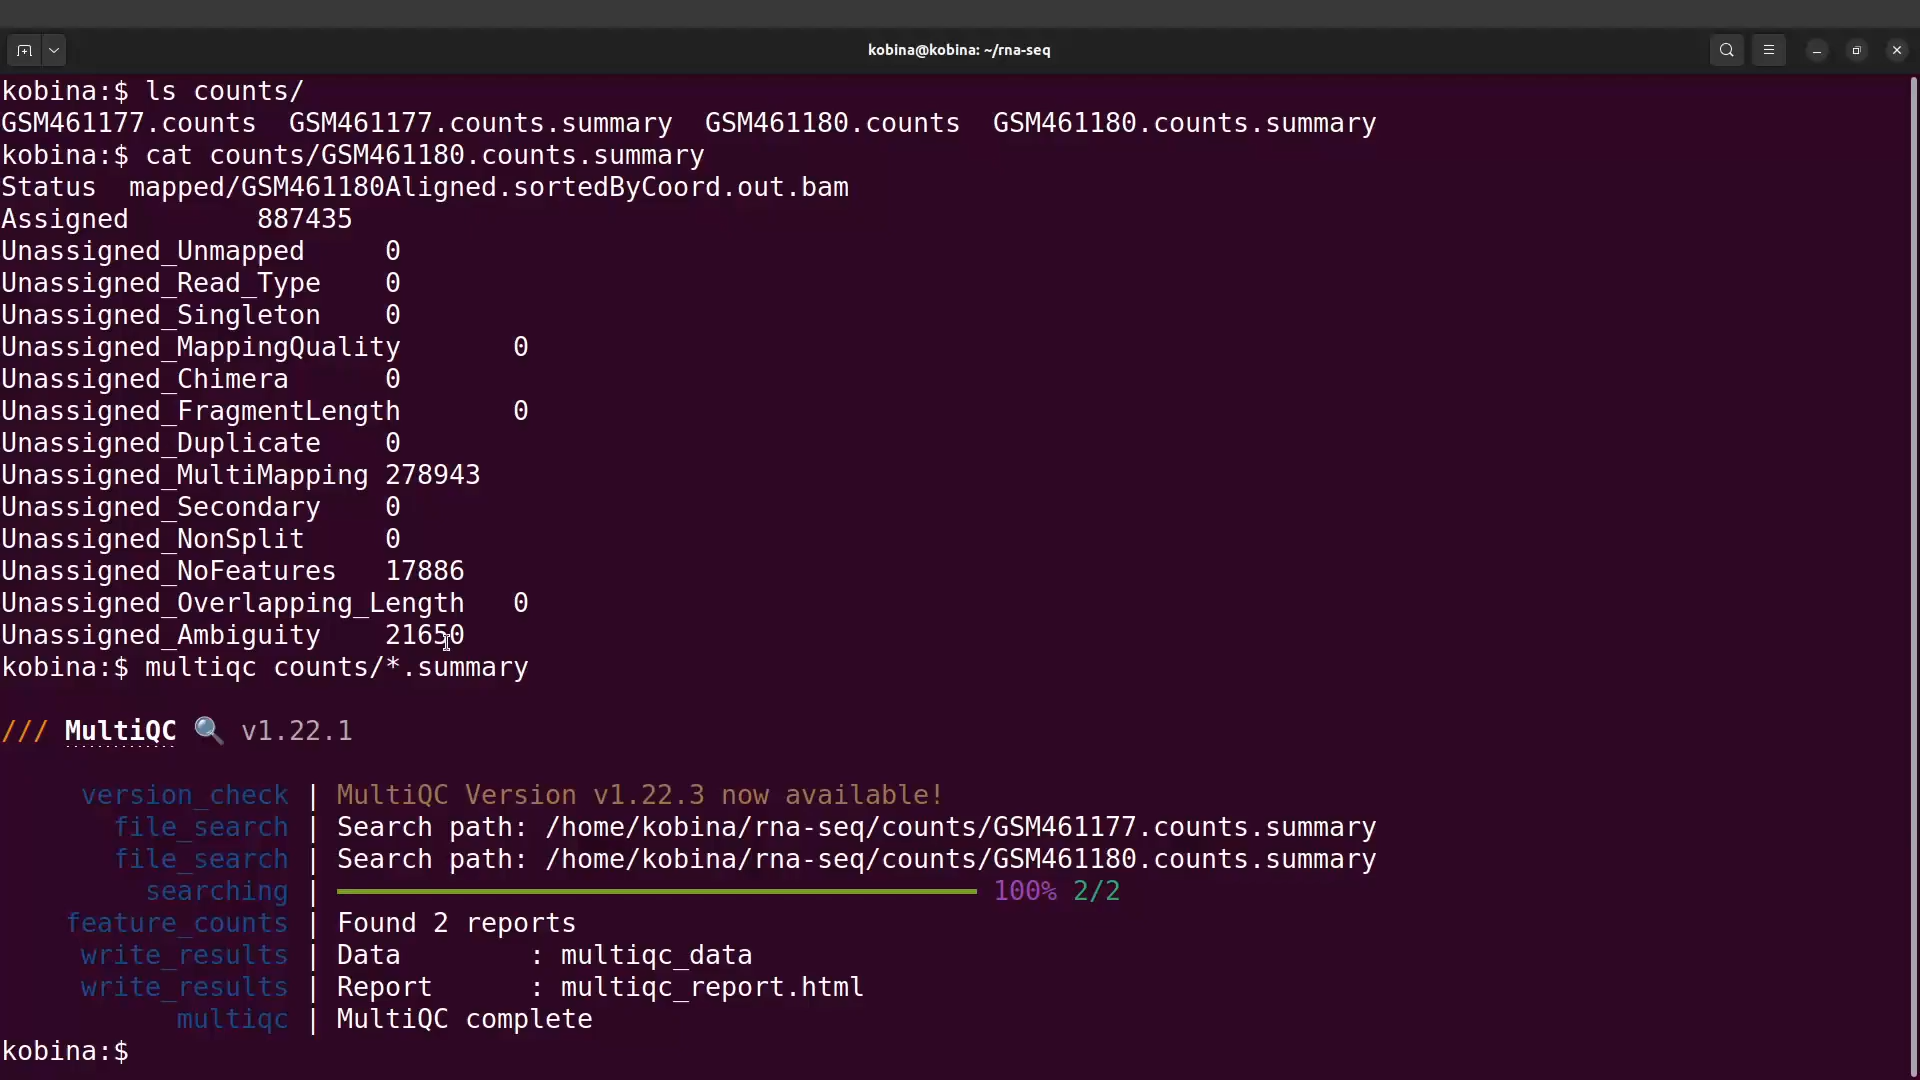 kobina@kobina: ~/rna-seq
kobina:$ ls counts/
GSM461177.counts  GSM461177.counts.summary  GSM461180.counts  GSM461180.counts.summary
kobina:$ cat counts/GSM461180.counts.summary
Status  mapped/GSM461180Aligned.sortedByCoord.out.bam
Assigned        887435
Unassigned_Unmapped     0
Unassigned_Read_Type    0
Unassigned_Singleton    0
Unassigned_MappingQuality       0
Unassigned_Chimera      0
Unassigned_FragmentLength       0
Unassigned_Duplicate    0
Unassigned_MultiMapping 278943
Unassigned_Secondary    0
Unassigned_NonSplit     0
Unassigned_NoFeatures   17886
Unassigned_Overlapping_Length   0
Unassigned_Ambiguity    21650
kobina:$ multiqc counts/*.summary
/// MultiQC 🔍 v1.22.1
version_check | MultiQC Version v1.22.3 now available!
file_search | Search path: /home/kobina/rna-seq/counts/GSM461177.counts.summary
file_search | Search path: /home/kobina/rna-seq/counts/GSM461180.counts.summary
searching | 100% 2/2
feature_counts | Found 2 reports
write_results | Data        : multiqc_data
write_results | Report      : multiqc_report.html
multiqc | MultiQC complete
kobina:$